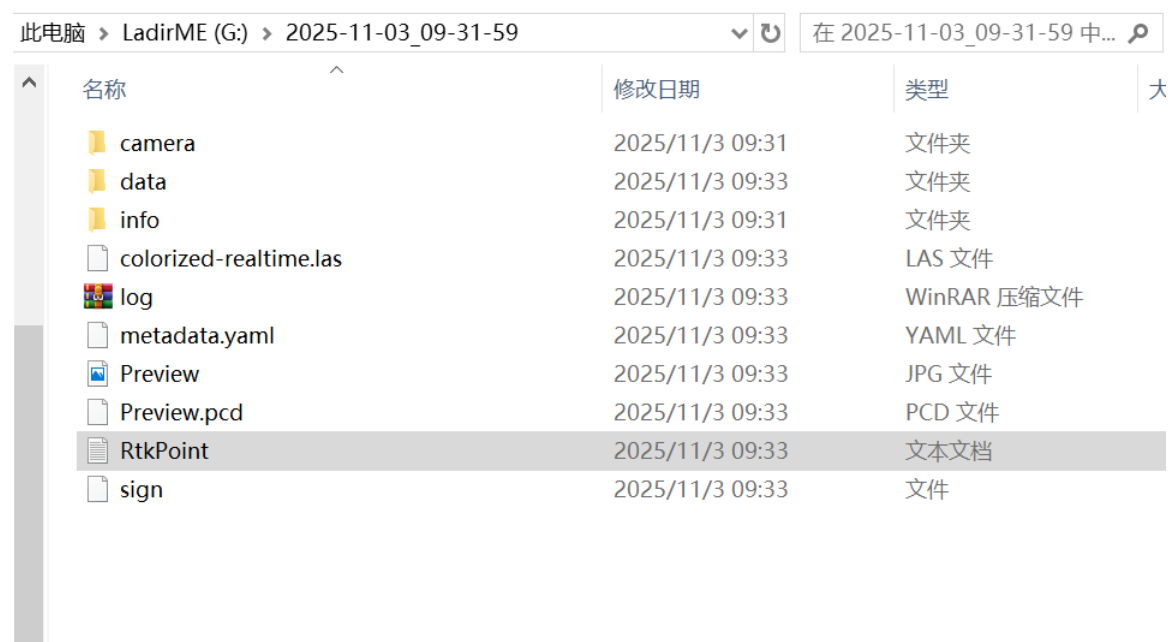 此电脑 > LadirME (G:) > 2025-11-03_09-31-59 在 2025-11-03_09-31-59 中...
名称 修改日期 类型 大
camera 2025/11/3 09:31 文件夹
data 2025/11/3 09:33 文件夹
info 2025/11/3 09:31 文件夹
colorized-realtime.las 2025/11/3 09:33 LAS 文件
log 2025/11/3 09:33 WinRAR 压缩文件
metadata.yaml 2025/11/3 09:33 YAML 文件
Preview 2025/11/3 09:33 JPG 文件
Preview.pcd 2025/11/3 09:33 PCD 文件
RtkPoint 2025/11/3 09:33 文本文档
sign 2025/11/3 09:33 文件